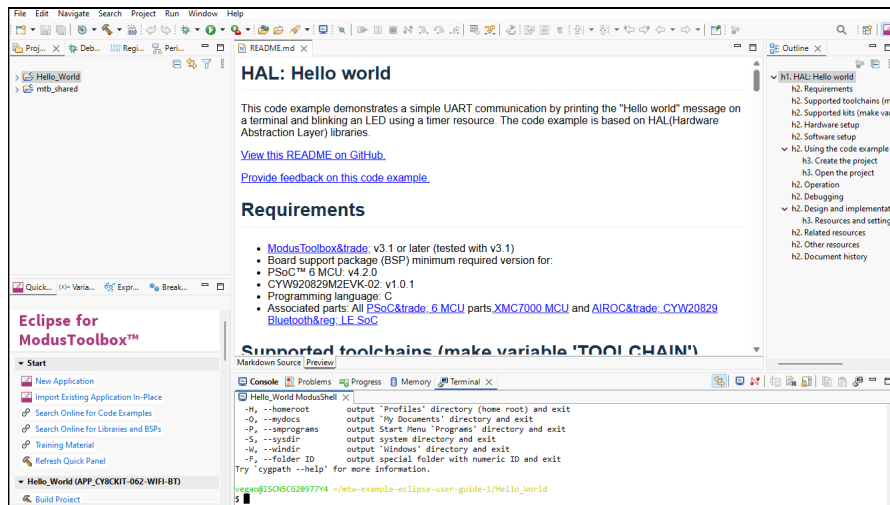 File Edit Navigate Search Project Run Window Help
Proj... Deb... Regi... Peri...
Hello_World
mtb_shared
README.md
HAL: Hello world
This code example demonstrates a simple UART communication by printing the "Hello world" message on
a terminal and blinking an LED using a timer resource. The code example is based on HAL(Hardware
Abstraction Layer) libraries.
View this README on GitHub.
Provide feedback on this code example.
Requirements
ModusToolbox&trade; v3.1 or later (tested with v3.1)
Board support package (BSP) minimum required version for:
PSoC™ 6 MCU: v4.2.0
CYW920829M2EVK-02: v1.0.1
Programming language: C
Associated parts: All PSoC&trade; 6 MCU parts,XMC7000 MCU and AIROC&trade; CYW20829
Bluetooth&reg; LE SoC
Supported toolchains (make variable 'TOOLCHAIN')
Markdown Source Preview
Outline
h1. HAL: Hello world
h2. Requirements
h2. Supported toolchains (m
h2. Supported kits (make var
h2. Hardware setup
h2. Software setup
h2. Using the code example
h3. Create the project
h3. Open the project
h2. Operation
h2. Debugging
h2. Design and implementat
h3. Resources and setting
h2. Related resources
h2. Other resources
h2. Document history
Quick... (x)= Varia... Expr... Break...
Eclipse for
ModusToolbox™
Start
New Application
Import Existing Application In-Place
Search Online for Code Examples
Search Online for Libraries and BSPs
Training Material
Refresh Quick Panel
Hello_World (APP_CY8CKIT-062-WIFI-BT)
Build Project
Console Problems Progress Memory Terminal
Hello_World ModusShell
-H, --homeroot output `Profiles' directory (home root) and exit
-O, --mydocs output `My Documents' directory and exit
-P, --smprograms output Start Menu `Programs' directory and exit
-S, --sysdir output system directory and exit
-W, --windir output `Windows' directory and exit
-F, --folder ID output special folder with numeric ID and exit
Try `cygpath --help' for more information.
vegao@ISCN5CG20977Y4 ~/mtw-example-eclipse-user-guide-1/Hello_World
$